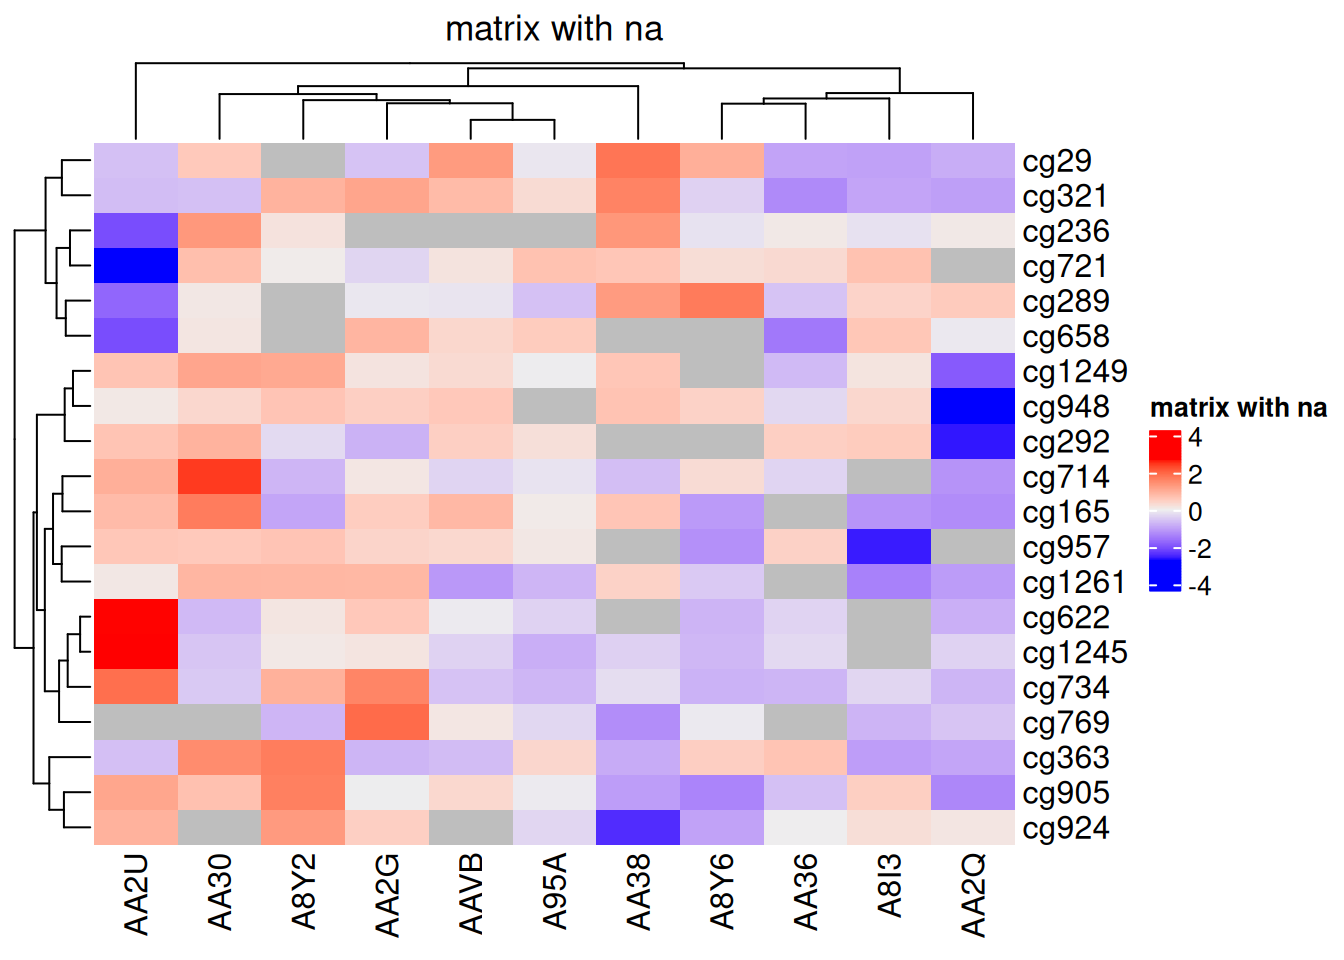 matrix with na
cg29
cg321
cg236
cg721
cg289
cg658
cg1249
cg948
cg292
cg714
cg165
cg957
cg1261
cg622
cg1245
cg734
cg769
cg363
cg905
cg924
AA2U
AA30
A8Y2
AA2G
AAVB
A95A
AA38
A8Y6
AA36
A8I3
AA2Q
matrix with na
4
2
0
-2
-4